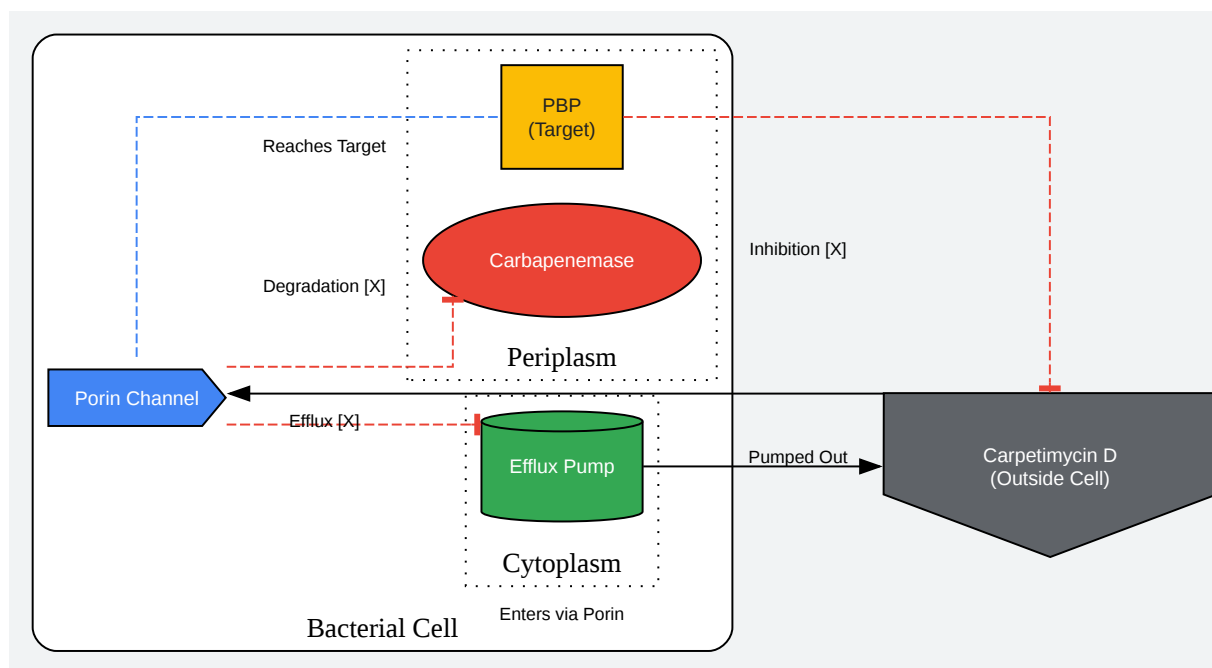 PBP
(Target)
Reaches Target
Carbapenemase
Inhibition [X]
Degradation [X]
Periplasm
Porin Channel
Efflux [X]
Efflux Pump
Pumped Out
Carpetimycin D
(Outside Cell)
Cytoplasm
Enters via Porin
Bacterial Cell